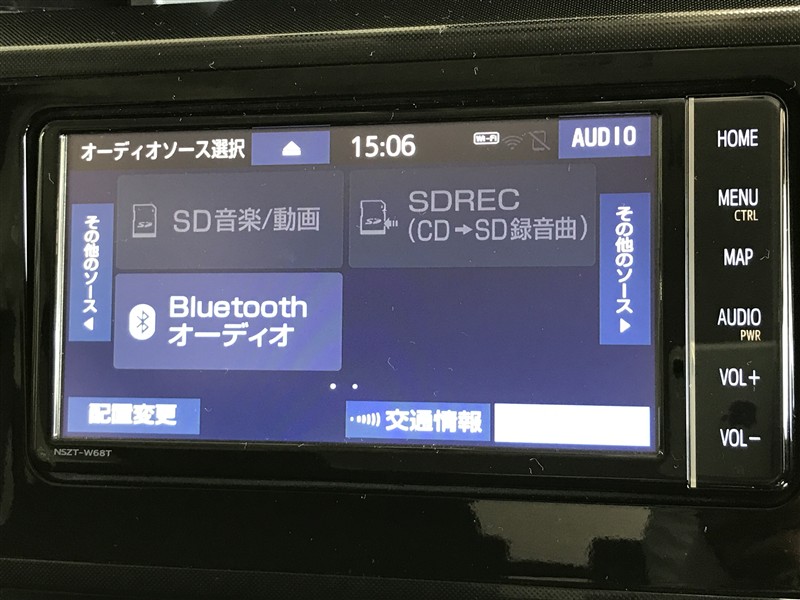 オーディオソース選択
15:06
Wi-Fi
AUDIO
HOME
SD音楽/動画
SDREC
(CD➡SD録音曲)
MENU
CTRL
その他のソース◀
その他のソース▶
MAP
Bluetooth
オーディオ
AUDIO
PWR
VOL+
配置変更
交通情報
VOL-
NSZT-W68T